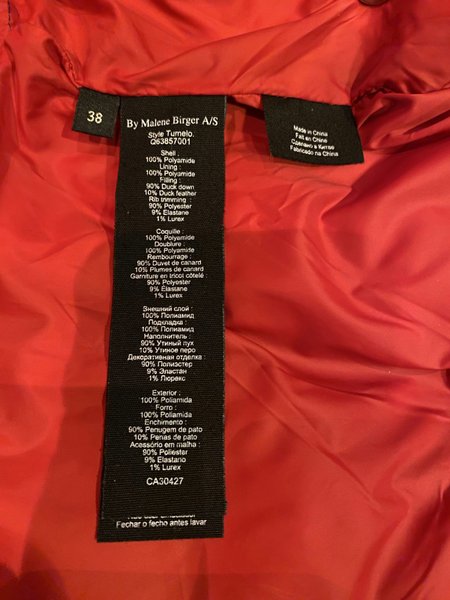 38
By Malene Birger A/S
Style Tumelo.
Q63857001
Shell :
100% Polyamide
Lining :
100% Polyamide
Filling :
90% Duck down
10% Duck feather
Rib trimming :
90% Polyester
9% Elastane
1% Lurex
Coquille :
100% Polyamide
Doublure :
100% Polyamide
Rembourrage :
90% Duvet de canard
10% Plumes de canard
Garniture en tricot côtelé :
90% Polyester
9% Elastane
1% Lurex
Внешний слой :
100% Полиамид
Подкладка :
100% Полиамид
Наполнитель :
90% Утиный пух
10% Утиное перо
Декоративная отделка :
90% Полиэстер
9% Эластан
1% Люрекс
Exterior :
100% Poliamida
Forro :
100% Poliamida
Enchimento :
90% Penugem de pato
10% Penas de pato
Acessório em malha :
90% Poliester
9% Elastano
1% Lurex
CA30427
Fechar o fecho antes lavar
Made in China
Fait en Chine
Сделано в Китае
Fabricado na China